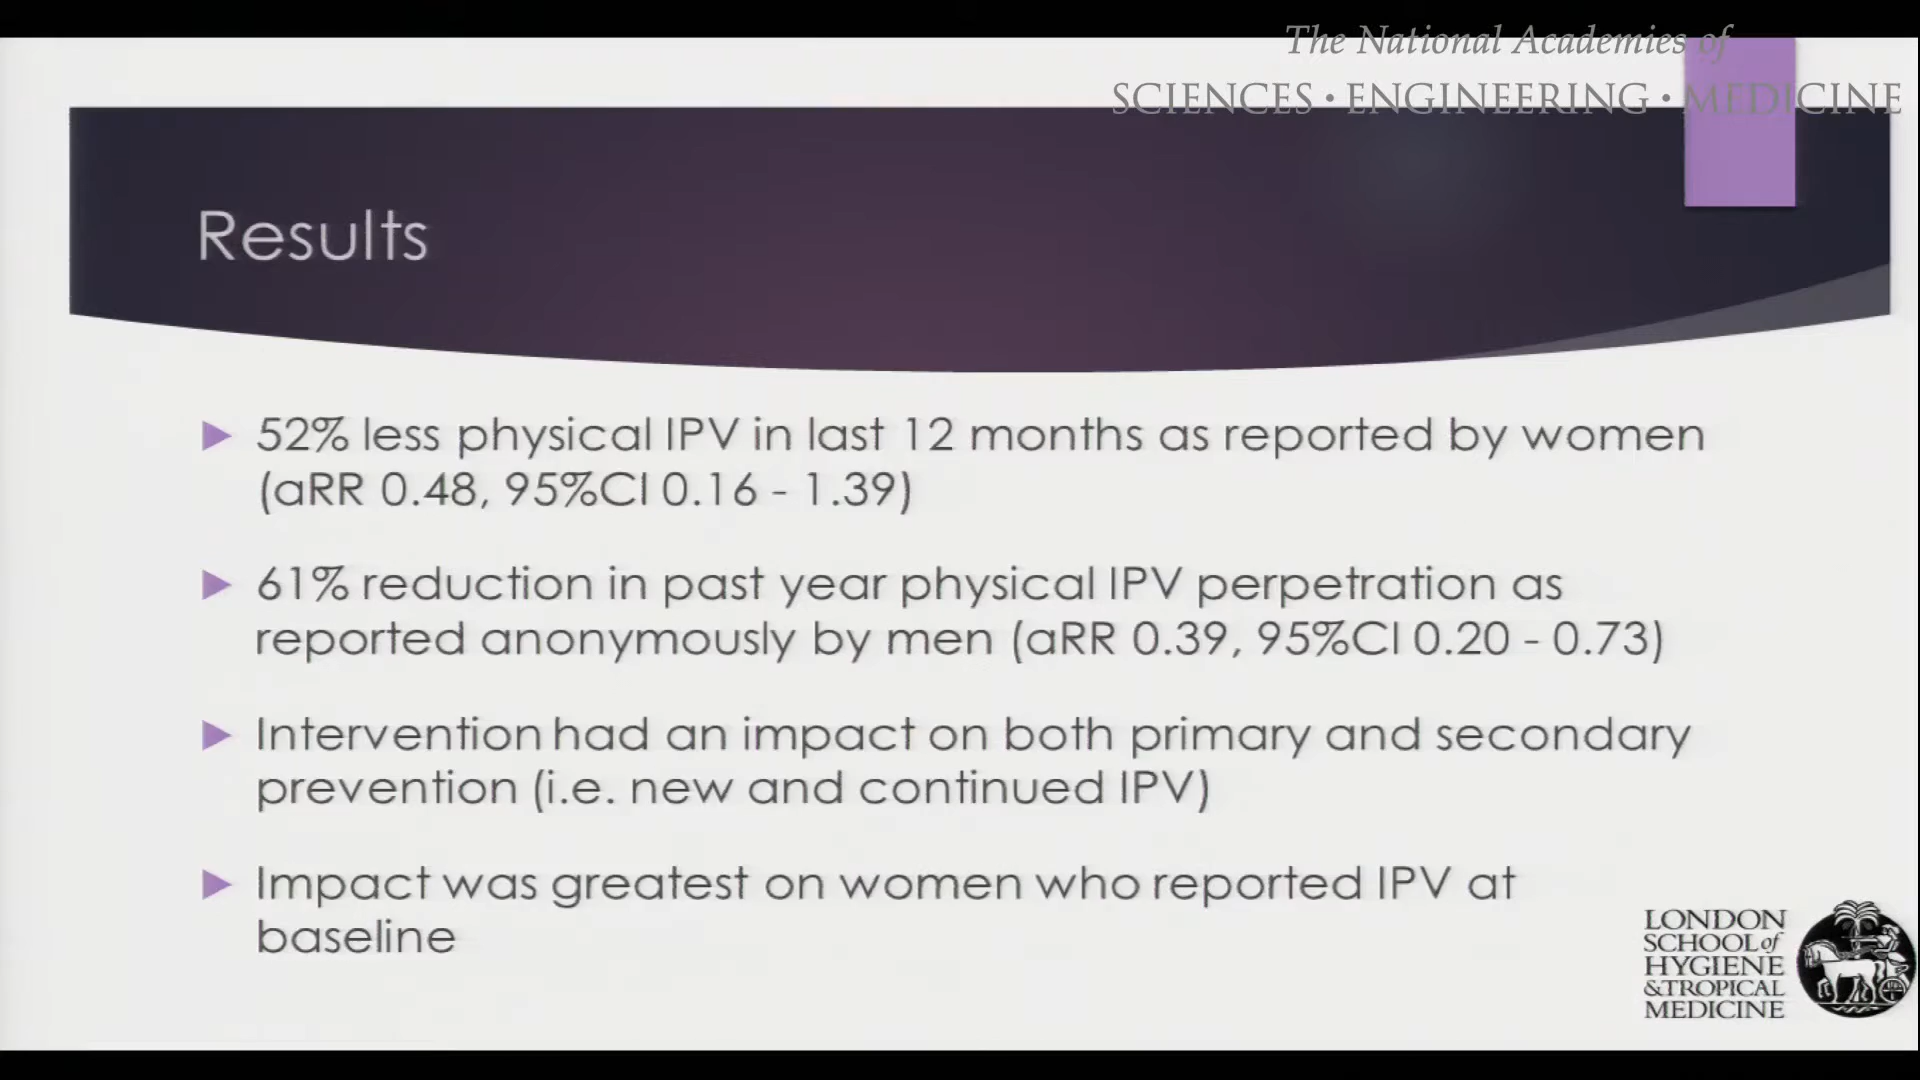 The National Academies of
SCIENCES • ENGINEERING • MEDICINE
Results
52% less physical IPV in last 12 months as reported by women
(aRR 0.48, 95%CI 0.16 - 1.39)
61% reduction in past year physical IPV perpetration as
reported anonymously by men (aRR 0.39, 95%CI 0.20 - 0.73)
Intervention had an impact on both primary and secondary
prevention (i.e. new and continued IPV)
Impact was greatest on women who reported IPV at
baseline
LONDON
SCHOOL of
HYGIENE
& TROPICAL
MEDICINE